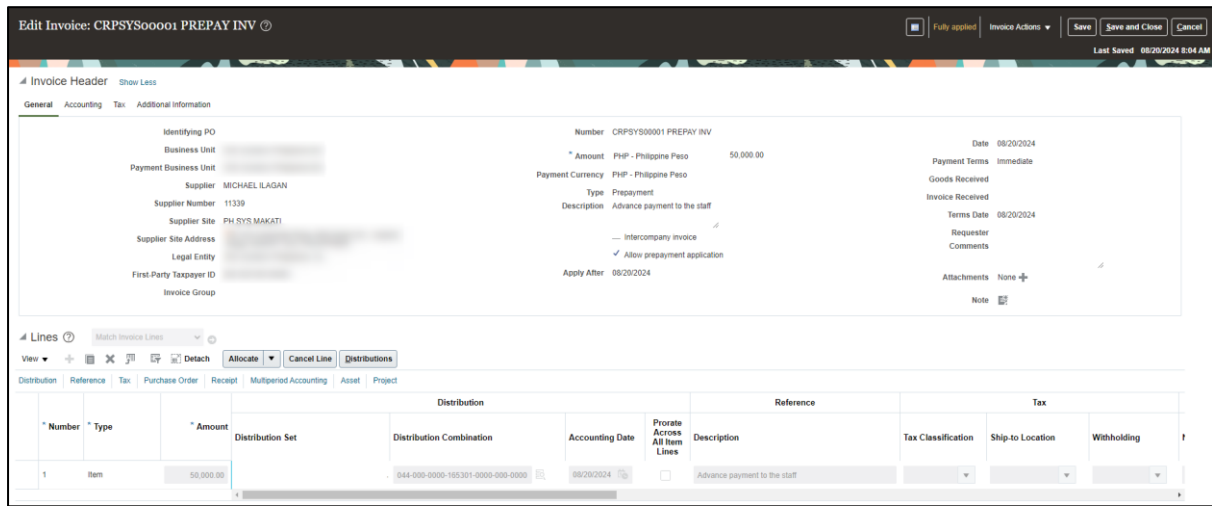 Edit Invoice: CRPSYS00001 PREPAY INV
Fully applied
Invoice Actions
Save
Save and Close
Cancel
Last Saved 08/20/2024 8:04 AM
Invoice Header Show Less
General Accounting Tax Additional Information
Identifying PO
Business Unit
Payment Business Unit
Supplier MICHAEL ILAGAN
Supplier Number 11339
Supplier Site PH SYS MAKATI
Supplier Site Address
Legal Entity
First-Party Taxpayer ID
Invoice Group
Number CRPSYS00001 PREPAY INV
* Amount PHP - Philippine Peso 50,000.00
Payment Currency PHP - Philippine Peso
Type Prepayment
Description Advance payment to the staff
— Intercompany invoice
✓ Allow prepayment application
Apply After 08/20/2024
Date 08/20/2024
Payment Terms Immediate
Goods Received
Invoice Received
Terms Date 08/20/2024
Requester
Comments
Attachments None
Note
Lines Match Invoice Lines
View Detach Allocate Cancel Line Distributions
Distribution Reference Tax Purchase Order Receipt Multiperiod Accounting Asset Project
Distribution Reference Tax
* Number * Type * Amount Distribution Set Distribution Combination Accounting Date Prorate Across All Item Lines Description Tax Classification Ship-to Location Withholding
1 Item 50,000.00 044-000-0000-165301-0000-000-0000 08/20/2024 Advance payment to the staff